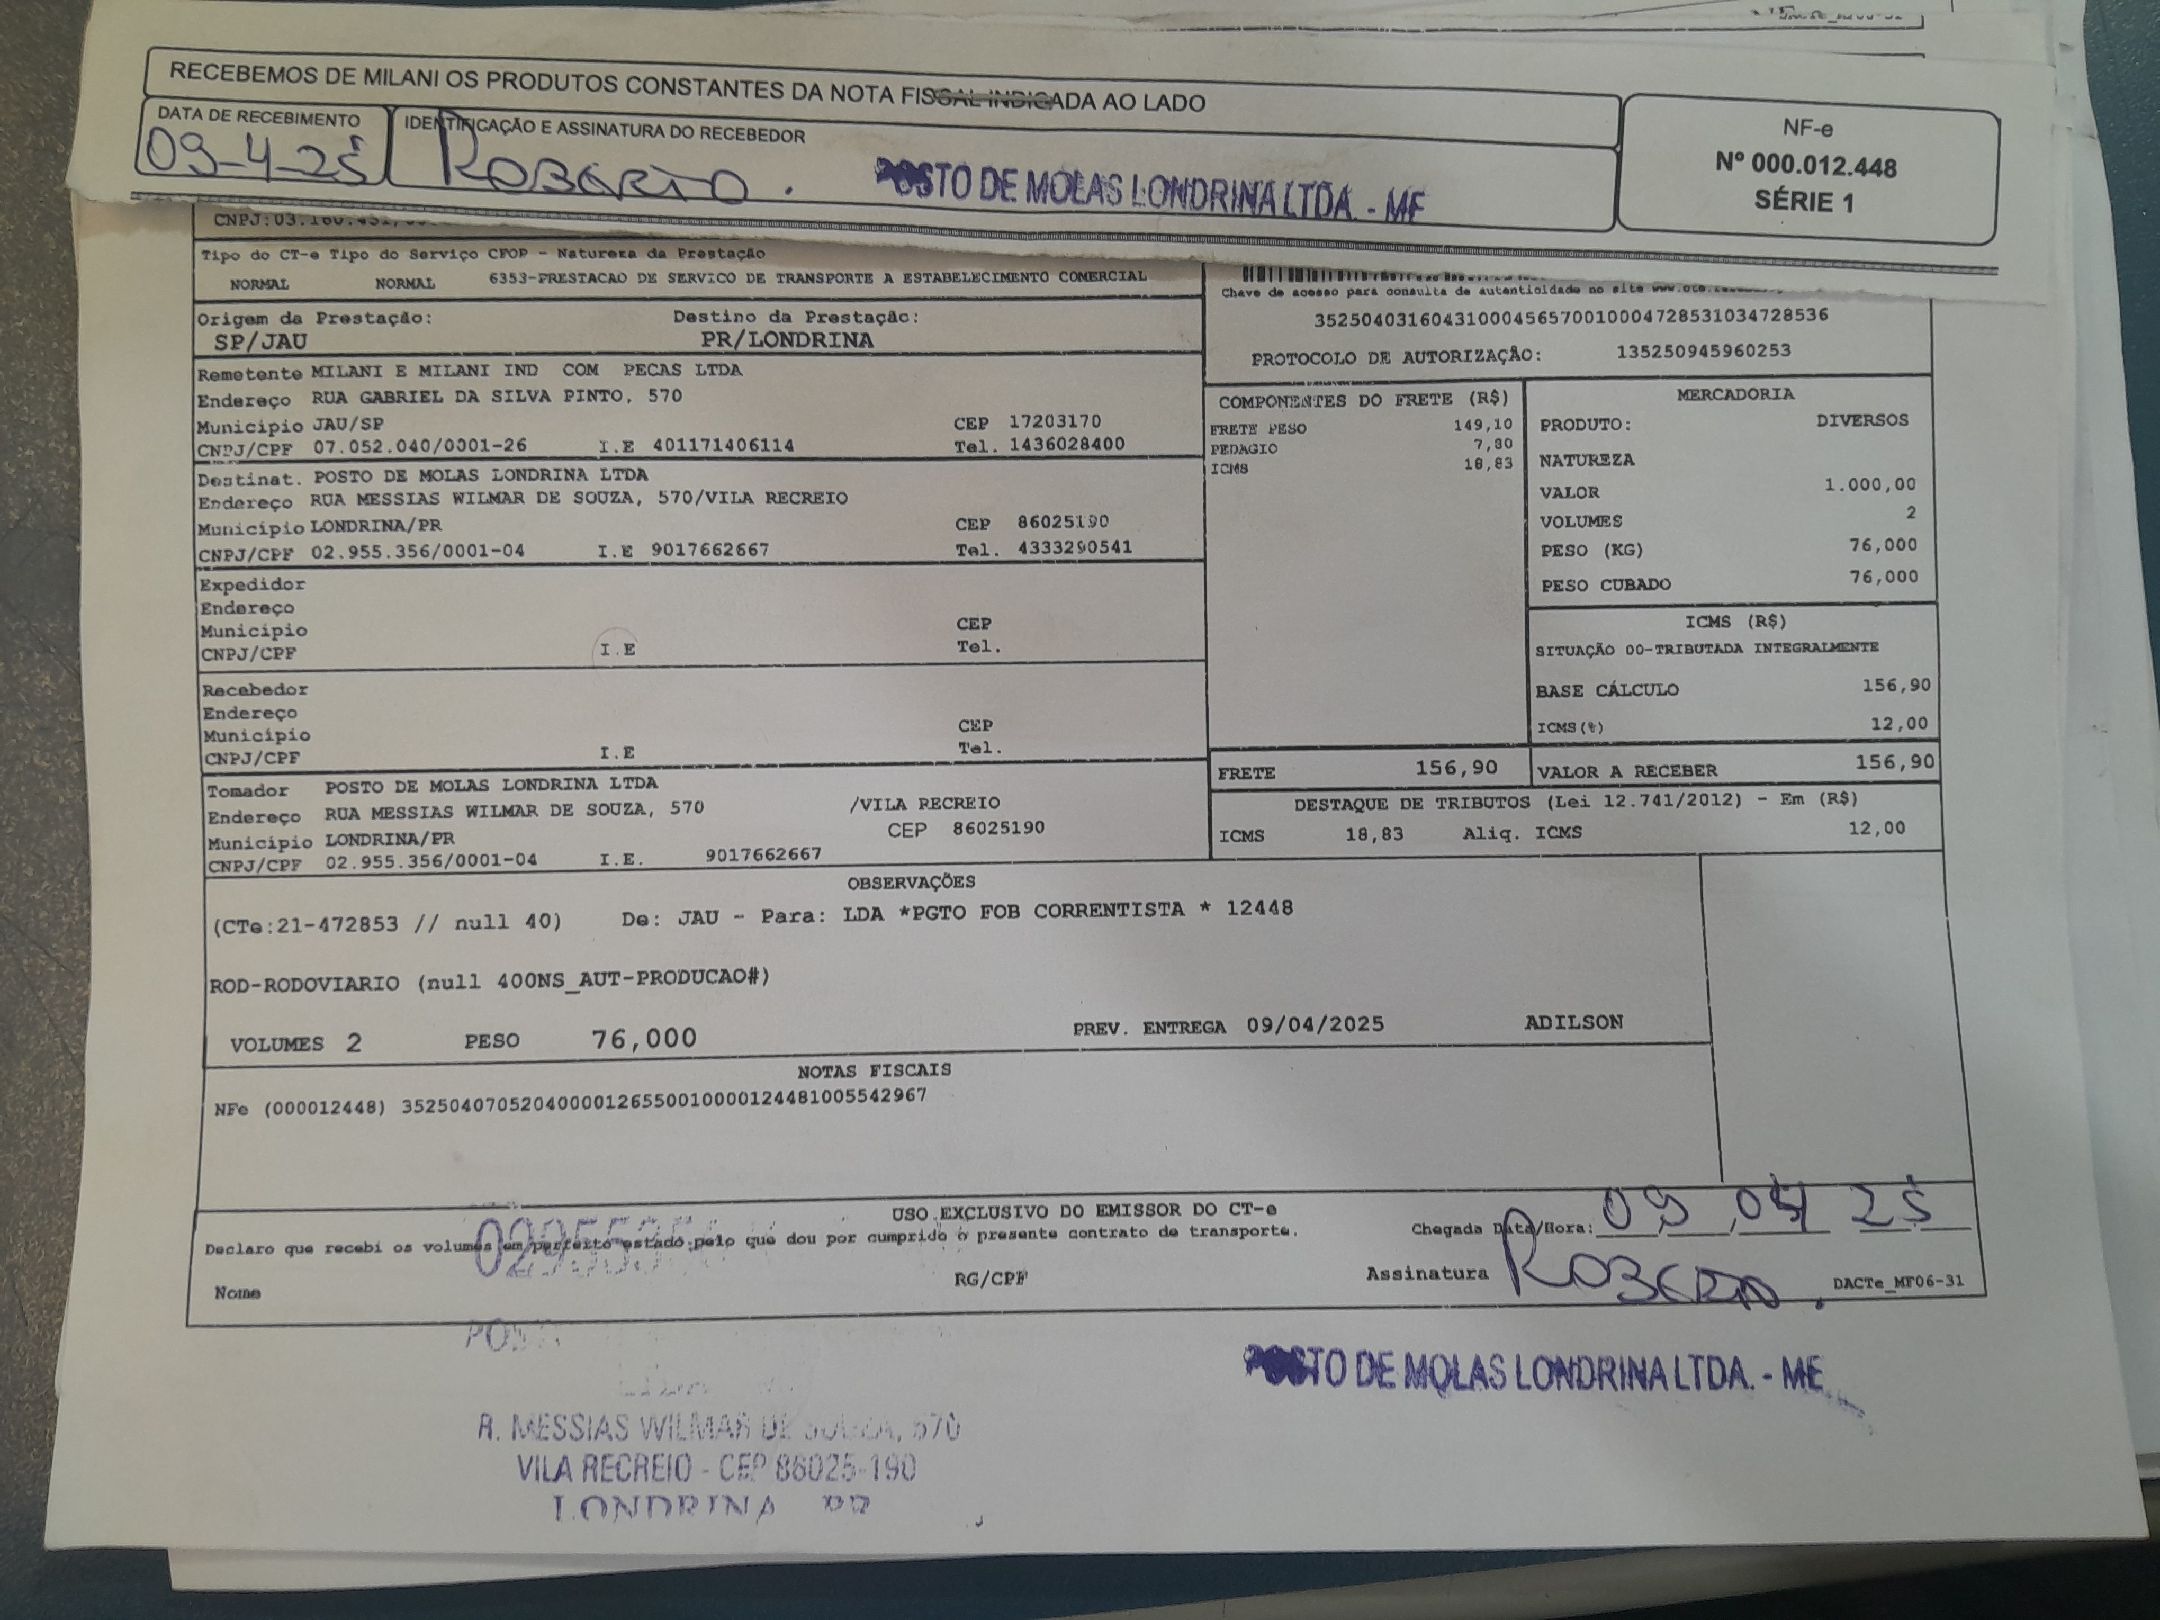 RECEBEMOS DE MILANI OS PRODUTOS CONSTANTES DA NOTA FISCAL INDICADA AO LADO
DATA DE RECEBIMENTO
09-4-25
IDENTIFICAÇÃO E ASSINATURA DO RECEBEDOR
ROBERTO.
POSTO DE MOLAS LONDRINA LTDA. - ME
NF-e
Nº 000.012.448
SÉRIE 1
Tipo do CT-e Tipo do Serviço CFOP - Natureza da Prestação
NORMAL NORMAL 6353-PRESTACAO DE SERVICO DE TRANSPORTE A ESTABELECIMENTO COMERCIAL
Chave de acesso para consulta de autenticidade no site
35250403160431000456570010004728531034728536
PROTOCOLO DE AUTORIZAÇÃO: 135250945960253
Origem da Prestação: Destino da Prestação:
SP/JAU PR/LONDRINA
Remetente MILANI E MILANI IND COM PECAS LTDA
Endereço RUA GABRIEL DA SILVA PINTO, 570
Município JAU/SP CEP 17203170
CNPJ/CPF 07.052.040/0001-26 I.E 401171406114 Tel. 1436028400
Destinat. POSTO DE MOLAS LONDRINA LTDA
Endereço RUA MESSIAS WILMAR DE SOUZA, 570/VILA RECREIO
Município LONDRINA/PR CEP 86025190
CNPJ/CPF 02.955.356/0001-04 I.E 9017662667 Tel. 4333290541
Expedidor
Endereço
Município CEP
CNPJ/CPF I.E Tel.
Recebedor
Endereço
Município CEP
CNPJ/CPF I.E Tel.
Tomador POSTO DE MOLAS LONDRINA LTDA
Endereço RUA MESSIAS WILMAR DE SOUZA, 570 /VILA RECREIO
Município LONDRINA/PR CEP 86025190
CNPJ/CPF 02.955.356/0001-04 I.E. 9017662667
COMPONENTES DO FRETE (R$)
FRETE PESO 149,10
PEDAGIO 7,80
ICMS 18,83
MERCADORIA
PRODUTO: DIVERSOS
NATUREZA
VALOR 1.000,00
VOLUMES 2
PESO (KG) 76,000
PESO CUBADO 76,000
ICMS (R$)
SITUAÇÃO 00-TRIBUTADA INTEGRALMENTE
BASE CÁLCULO 156,90
ICMS(%) 12,00
FRETE 156,90 VALOR A RECEBER 156,90
DESTAQUE DE TRIBUTOS (Lei 12.741/2012) - Em (R$)
ICMS 18,83 Aliq. ICMS 12,00
OBSERVAÇÕES
(CTe:21-472853 // null 40) De: JAU - Para: LDA *PGTO FOB CORRENTISTA * 12448
ROD-RODOVIARIO (null 400NS_AUT-PRODUCAO#)
VOLUMES 2 PESO 76,000 PREV. ENTREGA 09/04/2025 ADILSON
NOTAS FISCAIS
NFe (000012448) 35250407052040000126550010000124481005542967
USO EXCLUSIVO DO EMISSOR DO CT-e
Declaro que recebi os volumes em perfeito estado pelo que dou por cumprido o presente contrato de transporte.
Chegada Data/Hora: 09 04 25
Nome RG/CPF Assinatura ROBERTO. DACTe_MF06-31
POSTO DE MOLAS LONDRINA LTDA. - ME
R. MESSIAS WILMAR DE SOUZA, 570
VILA RECREIO - CEP 86025-190
LONDRINA PR